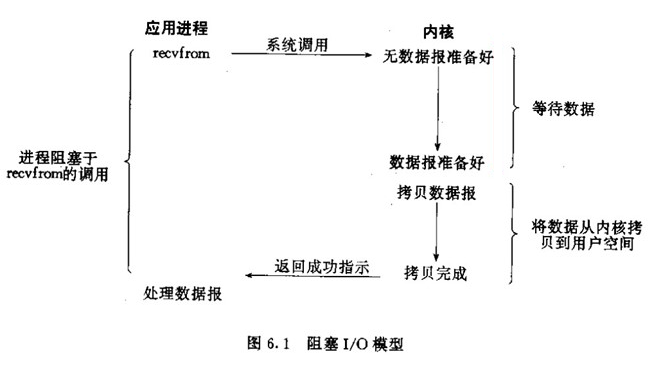 应用进程
内核
recvfrom
系统调用
无数据报准备好
等待数据
进程阻塞于
recvfrom的调用
数据报准备好
拷贝数据报
将数据从内核拷
贝到用户空间
返回成功指示
拷贝完成
处理数据报
图 6.1 阻塞 I/O 模型